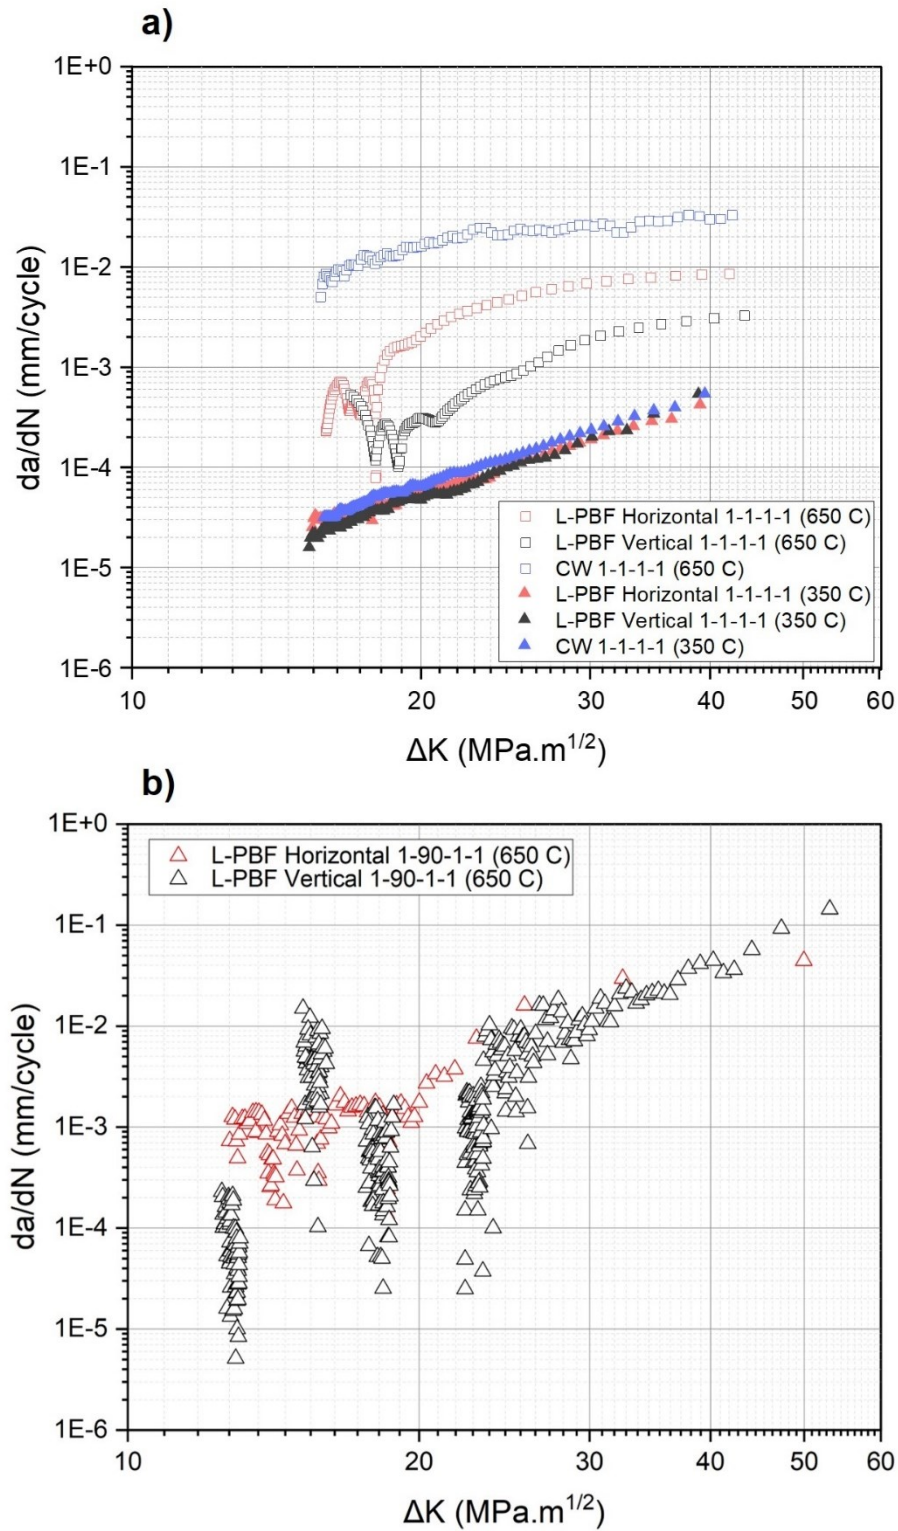 a)
1E+0
1E-1
1E-2
1E-3
1E-4
1E-5
1E-6
da/dN (mm/cycle)
L-PBF Horizontal 1-1-1-1 (650 C)
L-PBF Vertical 1-1-1-1 (650 C)
CW 1-1-1-1 (650 C)
L-PBF Horizontal 1-1-1-1 (350 C)
L-PBF Vertical 1-1-1-1 (350 C)
CW 1-1-1-1 (350 C)
10 20 30 40 50 60
ΔK (MPa.m^1/2)
b)
1E+0
1E-1
1E-2
1E-3
1E-4
1E-5
1E-6
da/dN (mm/cycle)
L-PBF Horizontal 1-90-1-1 (650 C)
L-PBF Vertical 1-90-1-1 (650 C)
10 20 30 40 50 60
ΔK (MPa.m^1/2)